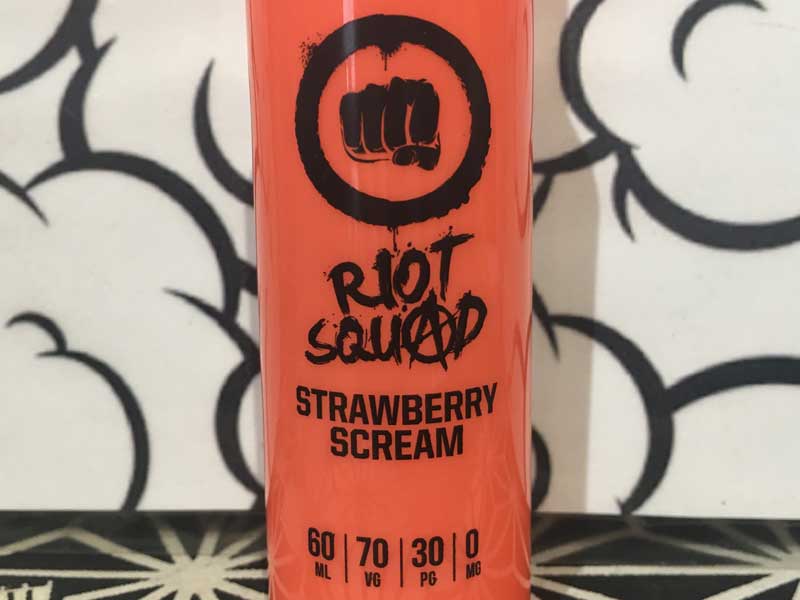 RIOT
SQUAD
STRAWBERRY
SCREAM
60 | 70 | 30 | 0
ML | VG | PG | MG